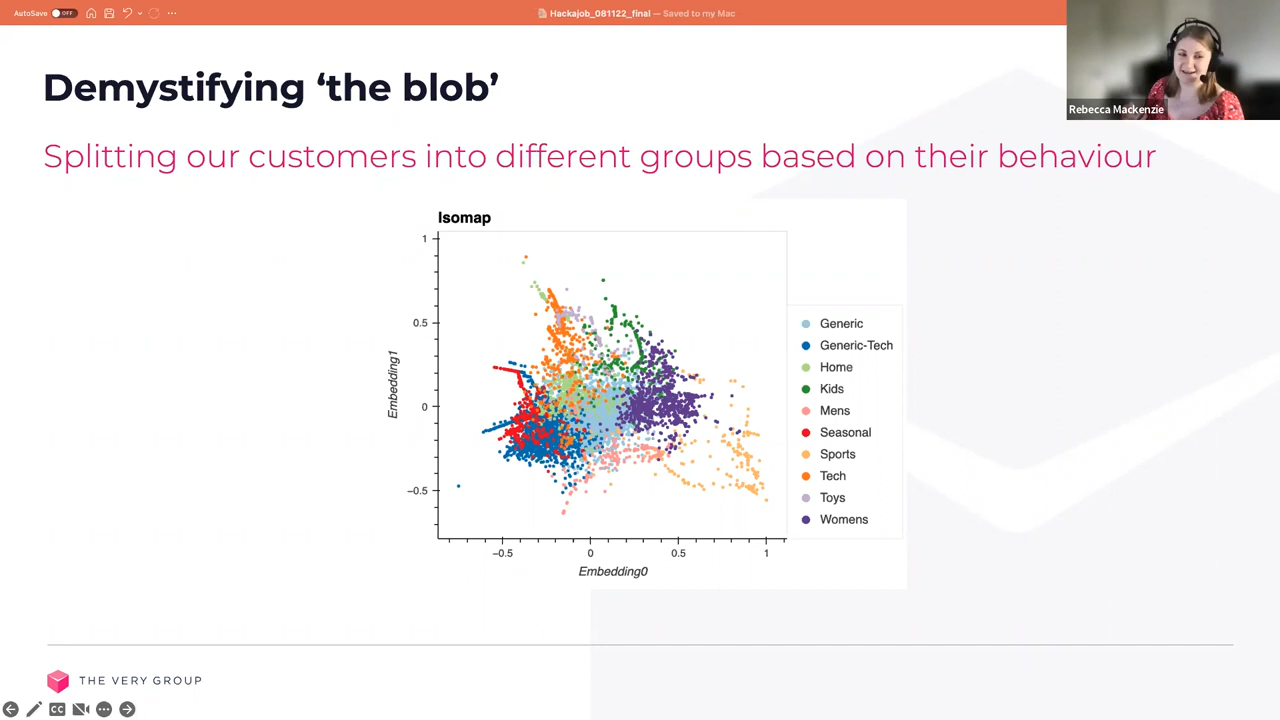 AutoSave OFF
Hackajob_081122_final — Saved to my Mac
Rebecca Mackenzie
Demystifying ‘the blob’
Splitting our customers into different groups based on their behaviour
Isomap
1
0.5
0
−0.5
Embedding1
−0.5
0
0.5
1
Embedding0
Generic
Generic-Tech
Home
Kids
Mens
Seasonal
Sports
Tech
Toys
Womens
THE VERY GROUP
CC